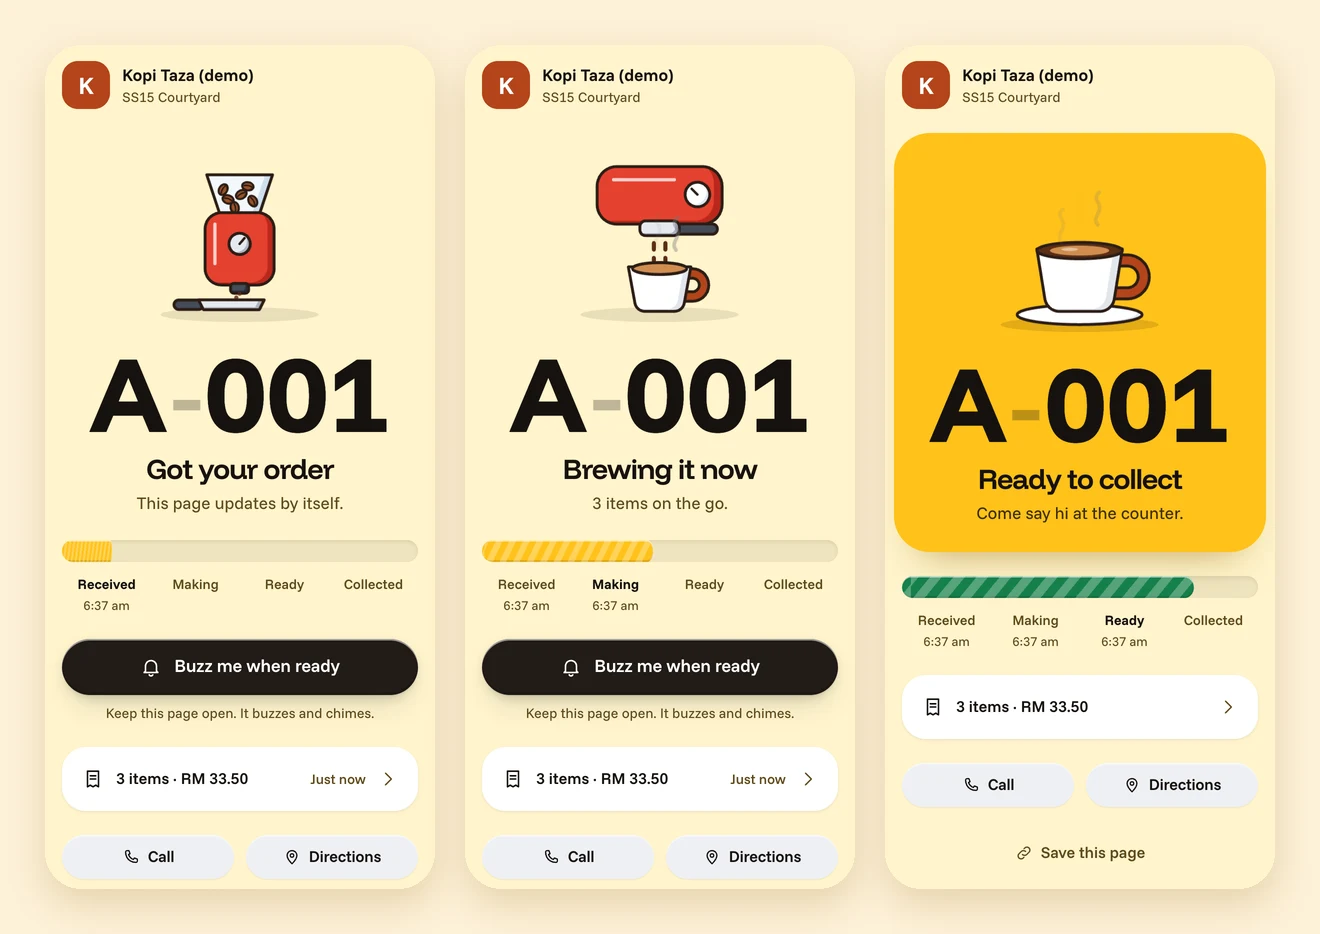 K
Kopi Taza (demo)
SS15 Courtyard
A-001
Got your order
This page updates by itself.
Received Making Ready Collected
6:37 am
Buzz me when ready
Keep this page open. It buzzes and chimes.
3 items · RM 33.50 Just now
Call Directions
K
Kopi Taza (demo)
SS15 Courtyard
A-001
Brewing it now
3 items on the go.
Received Making Ready Collected
6:37 am 6:37 am
Buzz me when ready
Keep this page open. It buzzes and chimes.
3 items · RM 33.50 Just now
Call Directions
K
Kopi Taza (demo)
SS15 Courtyard
A-001
Ready to collect
Come say hi at the counter.
Received Making Ready Collected
6:37 am 6:37 am 6:37 am
3 items · RM 33.50
Call Directions
Save this page